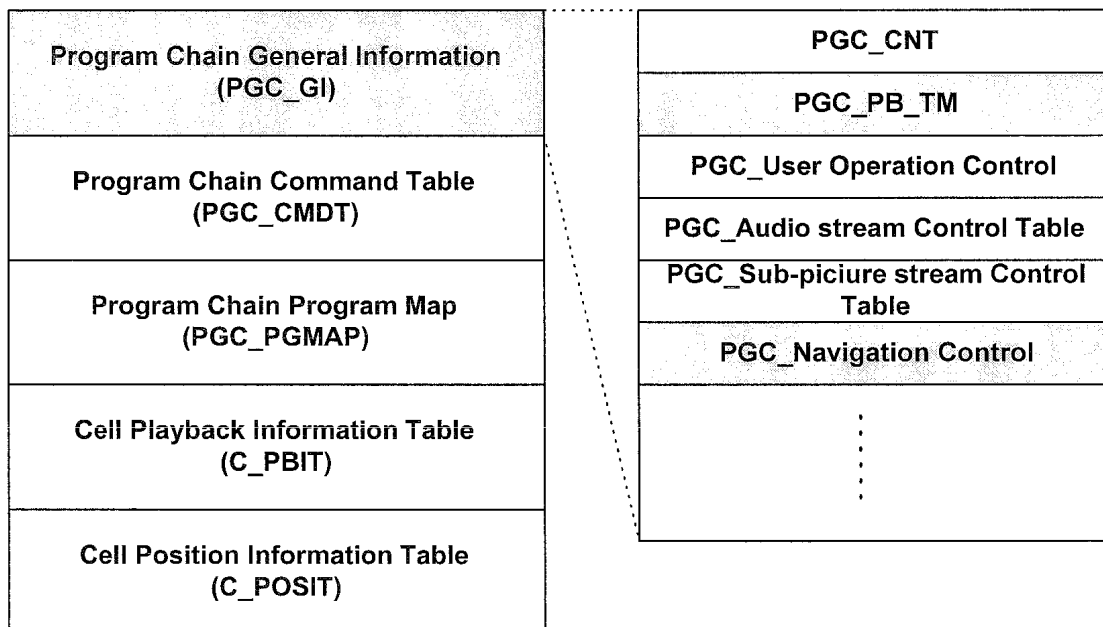 Program Chain General Information
(PGC_GI)
Program Chain Command Table
(PGC_CMDT)
Program Chain Program Map
(PGC_PGMAP)
Cell Playback Information Table
(C_PBIT)
Cell Position Information Table
(C_POSIT)
PGC_CNT
PGC_PB_TM
PGC_User Operation Control
PGC_Audio stream Control Table
PGC_Sub-piciure stream Control
Table
PGC_Navigation Control